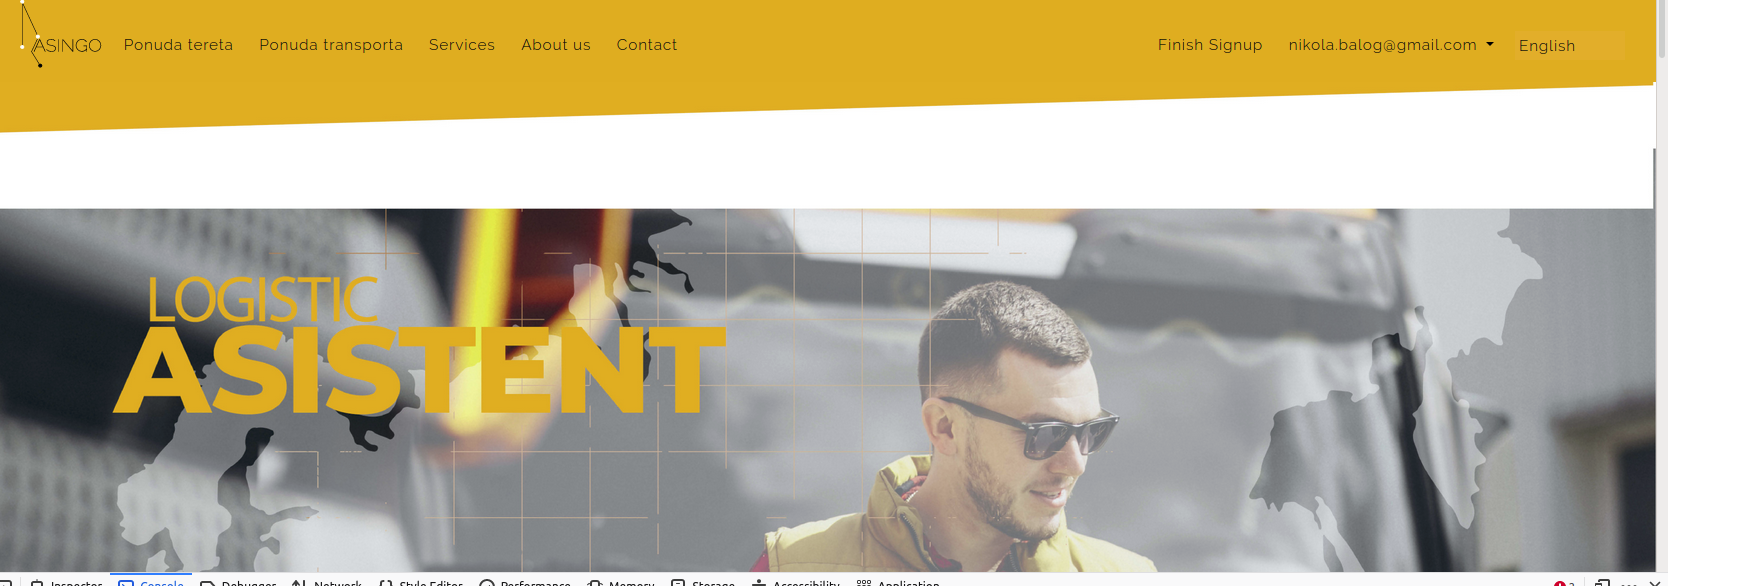 ASINGO Ponuda tereta Ponuda transporta Services About us Contact Finish Signup nikola.balog@gmail.com English
LOGISTIC
ASISTENT
Inspector Console Debugger Network Style Editor Performance Memory Storage Accessibility Application 2